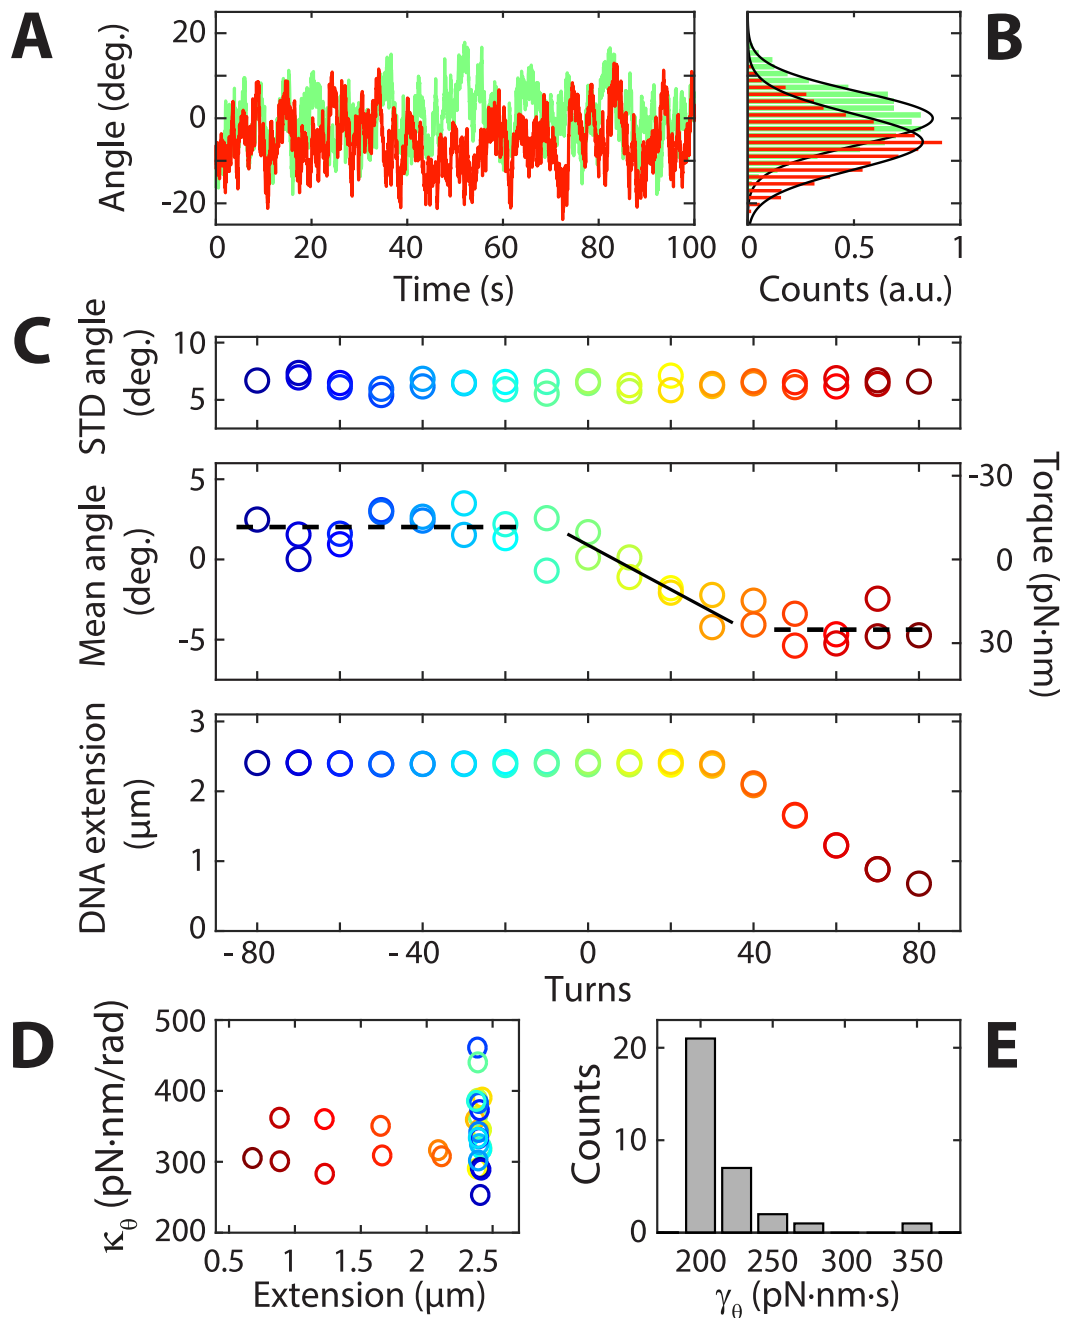 A
Angle (deg.)
20
0
-20
0 20 40 60 80 100
Time (s)
B
0 0.5 1
Counts (a.u.)
C
STD angle
(deg.)
10
5
Mean angle
(deg.)
5
0
-5
-30
0
30
Torque (pN·nm)
DNA extension
(μm)
3
2
1
0
-80 -40 0 40 80
Turns
D
κθ (pN·nm/rad)
500
400
300
200
0.5 1 1.5 2 2.5
Extension (μm)
E
Counts
20
10
0
200 250 300 350
γθ (pN·nm·s)